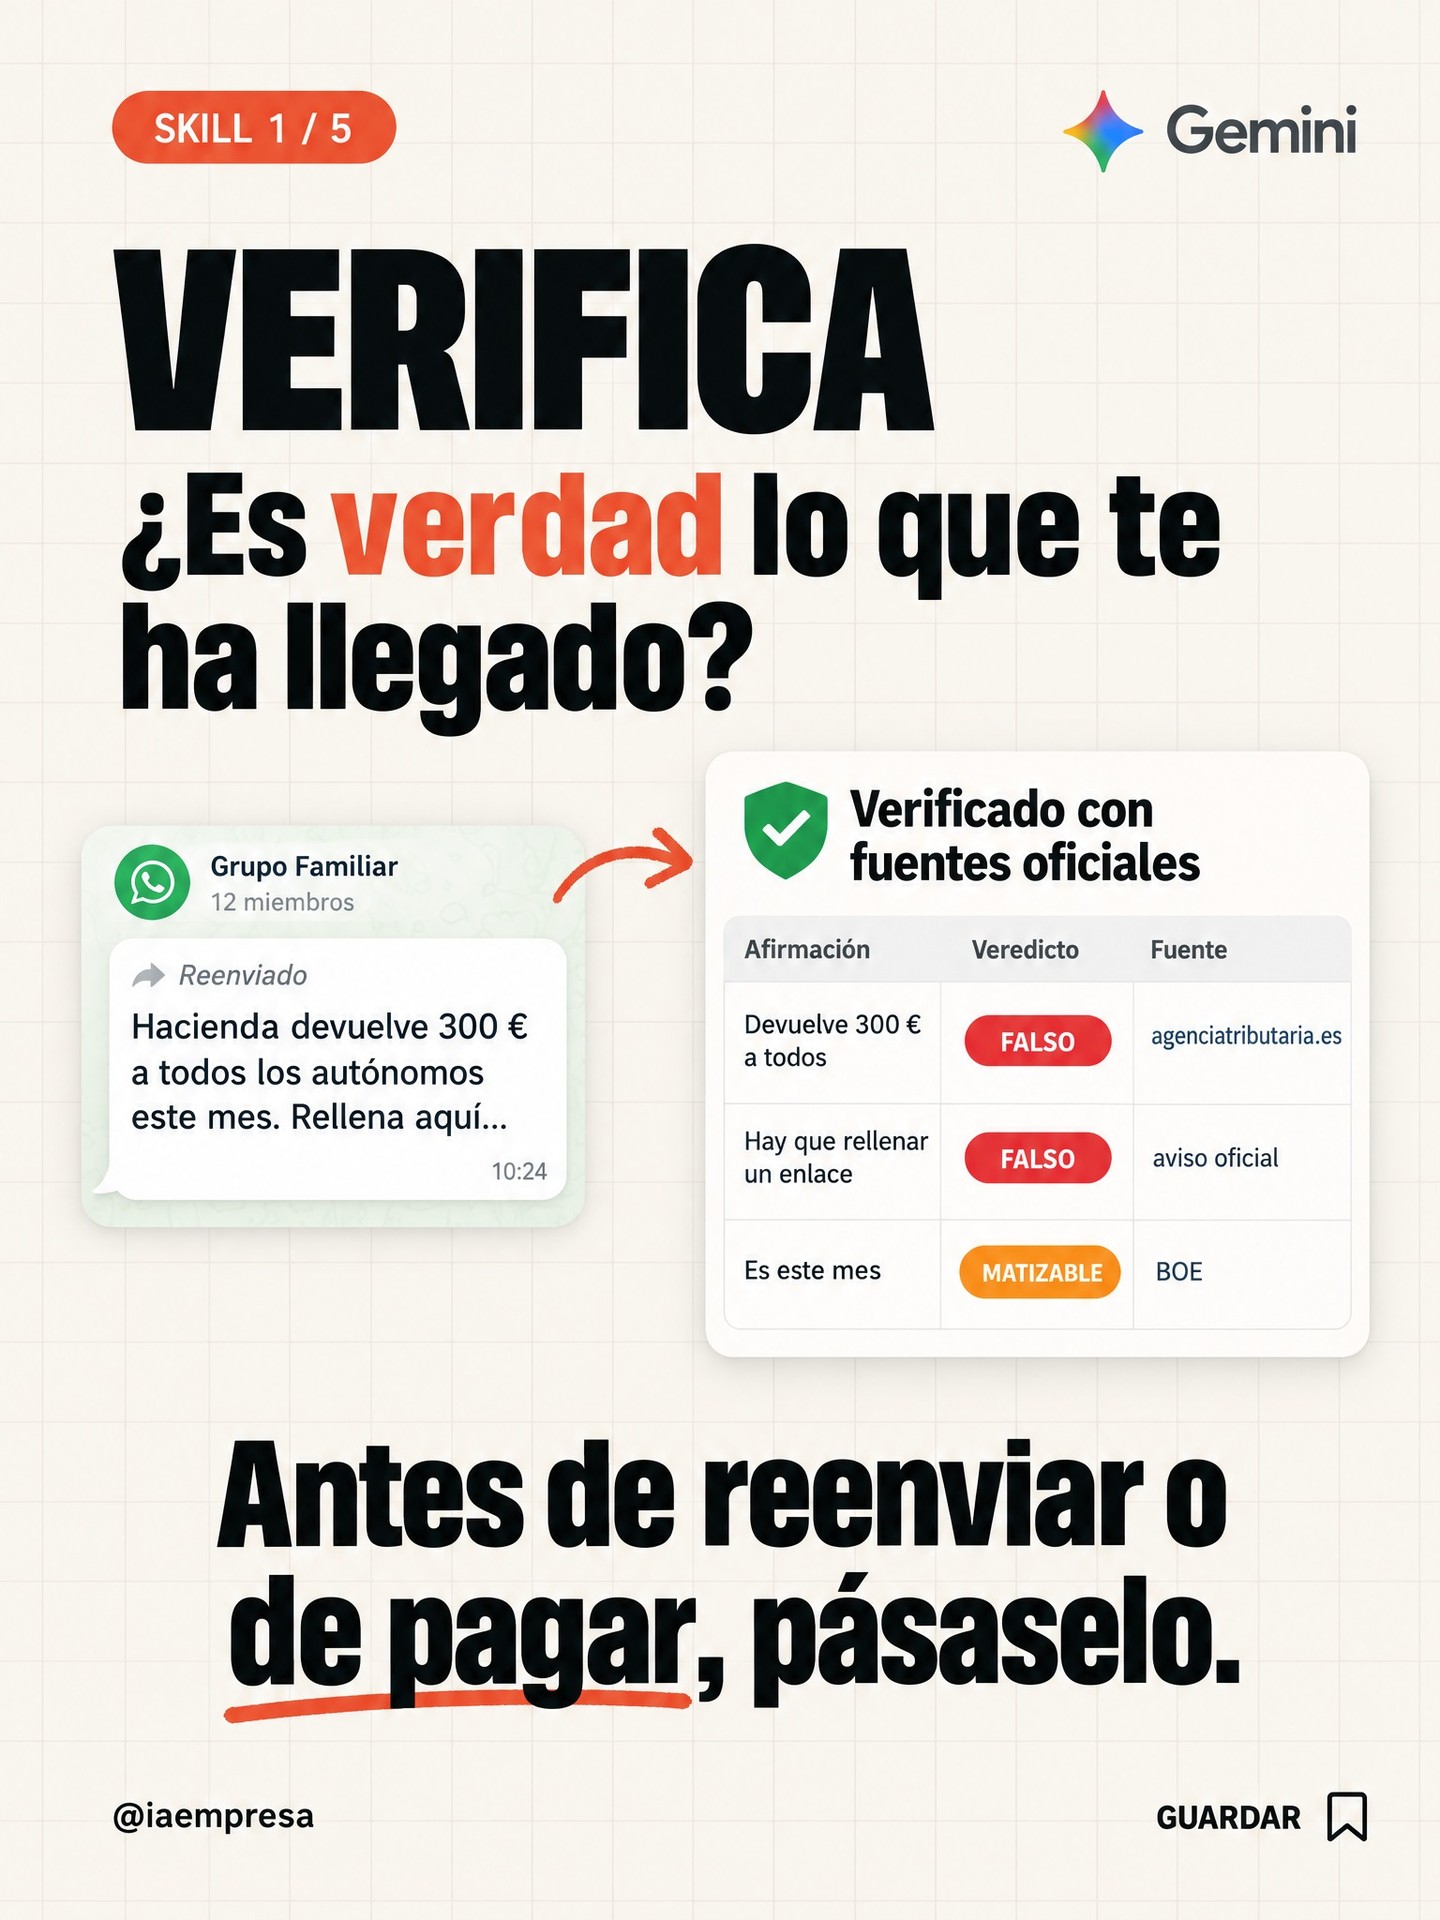 SKILL 1 / 5
Gemini
VERIFICA
¿Es verdad lo que te
ha llegado?
Grupo Familiar
12 miembros
Reenviado
Hacienda devuelve 300 €
a todos los autónomos
este mes. Rellena aquí...
10:24
Verificado con
fuentes oficiales
Afirmación Veredicto Fuente
Devuelve 300 €
a todos
FALSO
agenciatributaria.es
Hay que rellenar
un enlace
FALSO
aviso oficial
Es este mes
MATIZABLE
BOE
Antes de reenviar o
de pagar, pásaselo.
@iaempresa
GUARDAR